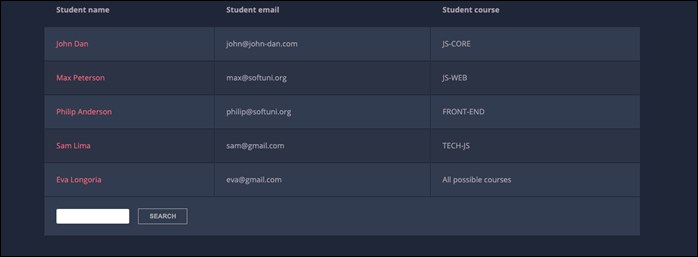 Student name Student email Student course
John Dan john@john-dan.com JS-CORE
Max Peterson max@softuni.org JS-WEB
Philip Anderson philip@softuni.org FRONT-END
Sam Lima sam@gmail.com TECH-JS
Eva Longoria eva@gmail.com All possible courses
SEARCH